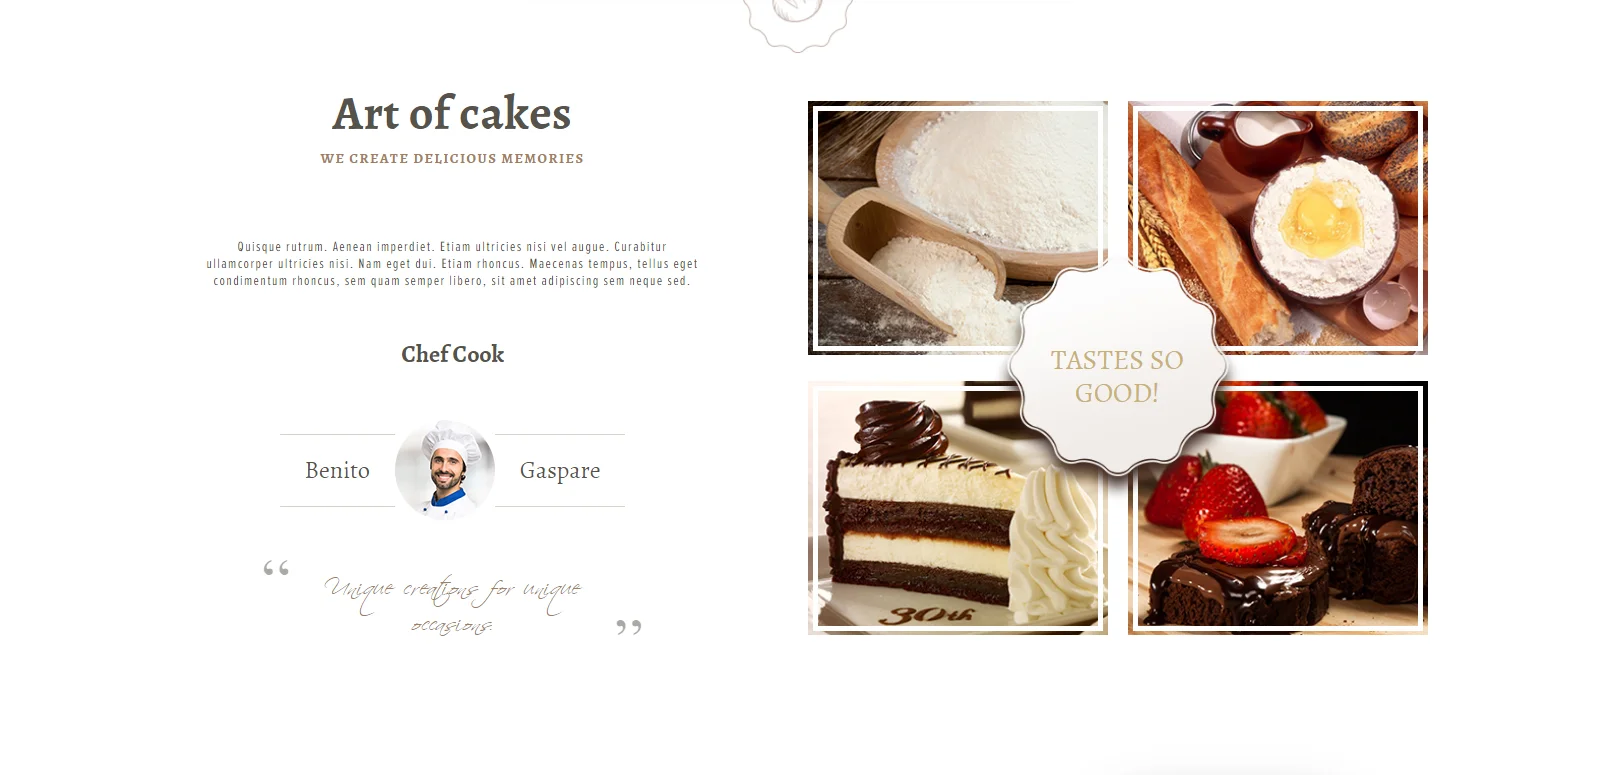 Art of cakes
WE CREATE DELICIOUS MEMORIES
Quisque rutrum. Aenean imperdiet. Etiam ultricies nisi vel augue. Curabitur
ullamcorper ultricies nisi. Nam eget dui. Etiam rhoncus. Maecenas tempus, tellus eget
condimentum rhoncus, sem quam semper libero, sit amet adipiscing sem neque sed.
Chef Cook
Benito
Gaspare
“ Unique creations for unique
occasions. ”
TASTES SO
GOOD!
30th